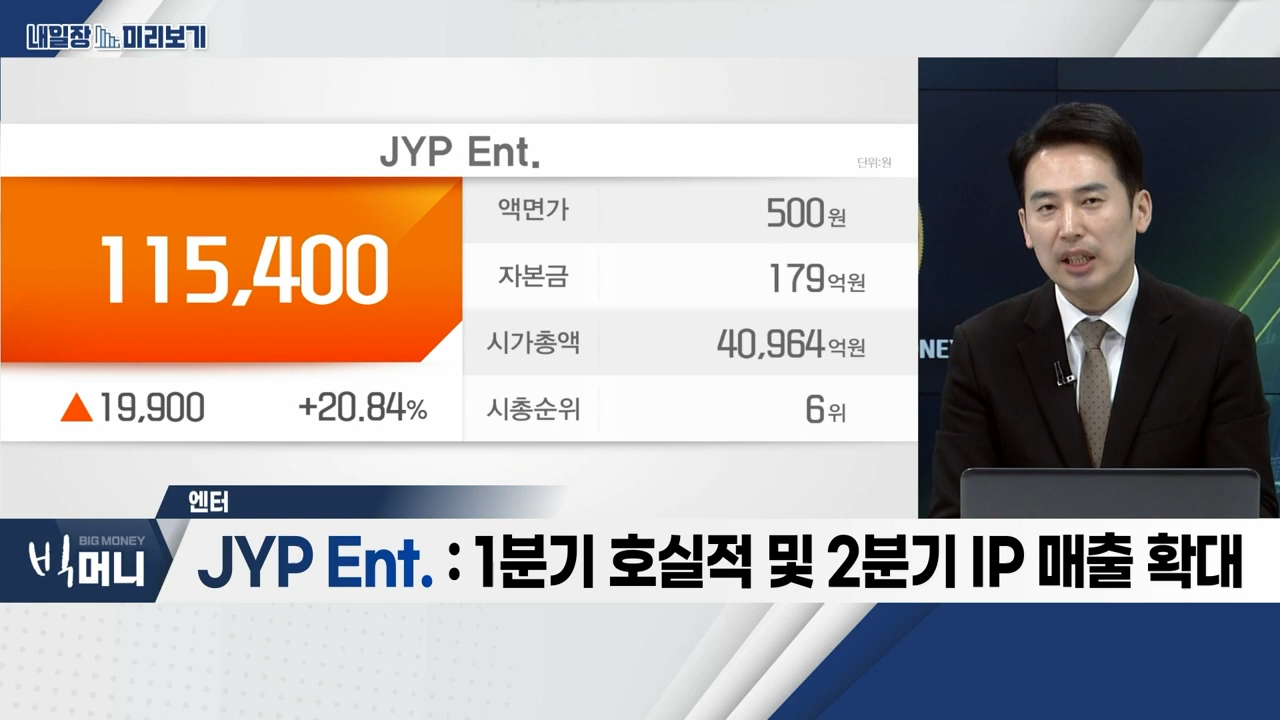 내일장 미리보기
JYP Ent.
단위:원
115,400
▲19,900 +20.84%
액면가 500원
자본금 179억원
시가총액 40,964억원
시총순위 6위
NEY
엔터
BIG MONEY
빅머니
JYP Ent. : 1분기 호실적 및 2분기 IP 매출 확대